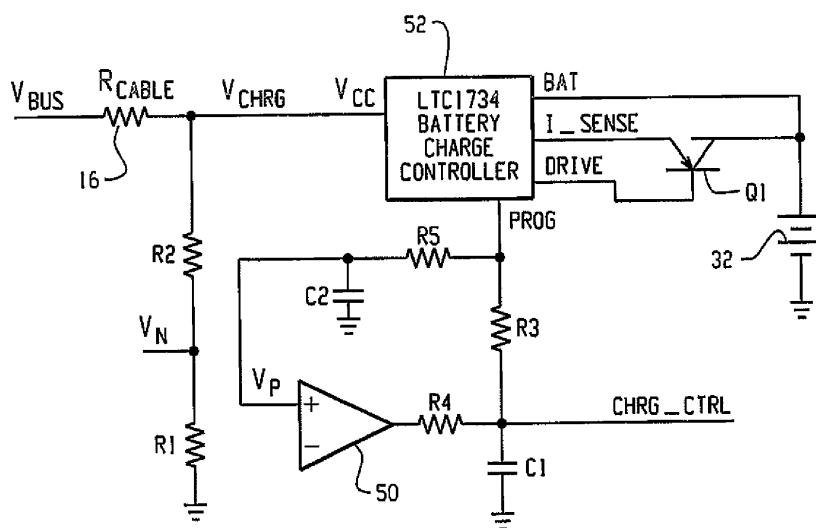 52
V_BUS
R_CABLE
V_CHRG
V_CC
LTC1734
BATTERY
CHARGE
CONTROLLER
BAT
I_SENSE
DRIVE
16
Q1
PROG
R5
R2
C2
R3
32
V_N
V_P
+
-
R4
CHRG_CTRL
R1
50
C1